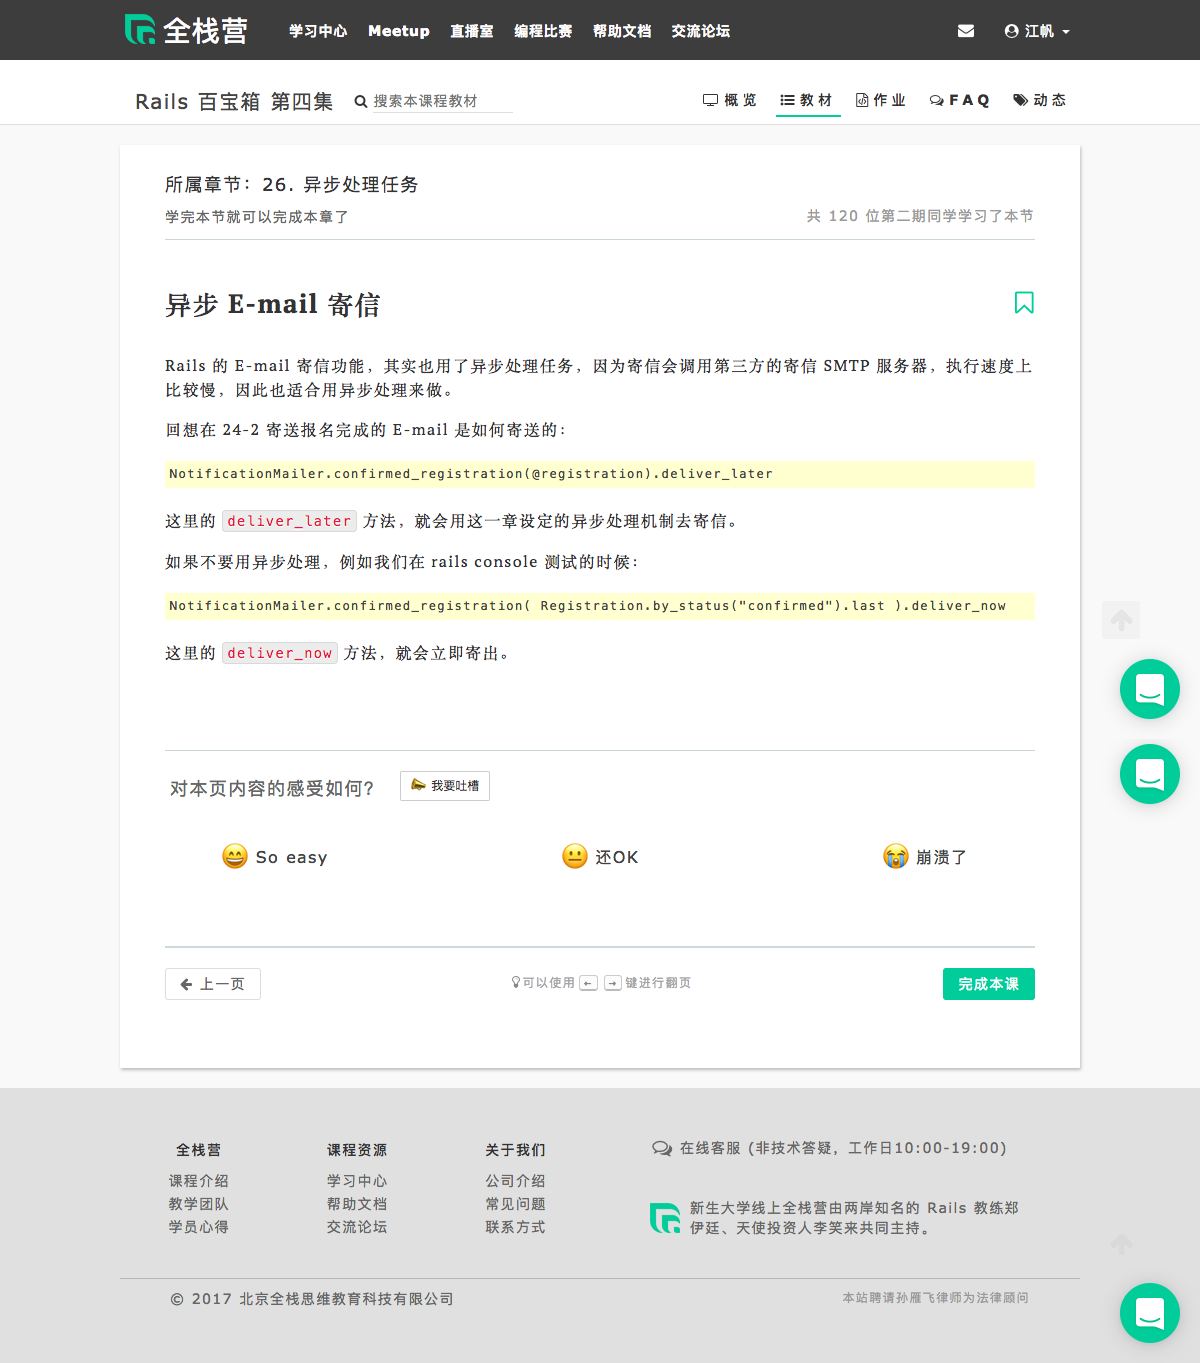 全栈营
学习中心 Meetup 直播室 编程比赛 帮助文档 交流论坛 江帆
Rails 百宝箱 第四集 搜索本课程教材 概览 教材 作业 FAQ 动态
所属章节：26. 异步处理任务
学完本节就可以完成本章了 共 120 位第二期同学学习了本节
异步 E-mail 寄信
Rails 的 E-mail 寄信功能，其实也用了异步处理任务，因为寄信会调用第三方的寄信 SMTP 服务器，执行速度上
比较慢，因此也适合用异步处理来做。
回想在 24-2 寄送报名完成的 E-mail 是如何寄送的：
NotificationMailer.confirmed_registration(@registration).deliver_later
这里的 deliver_later 方法，就会用这一章设定的异步处理机制去寄信。
如果不要用异步处理，例如我们在 rails console 测试的时候：
NotificationMailer.confirmed_registration( Registration.by_status("confirmed").last ).deliver_now
这里的 deliver_now 方法，就会立即寄出。
对本页内容的感受如何? 我要吐槽
So easy 还OK 崩溃了
上一页 可以使用 ← → 键进行翻页 完成本课
全栈营 课程资源 关于我们 在线客服 (非技术答疑，工作日10:00-19:00)
课程介绍 学习中心 公司介绍
教学团队 帮助文档 常见问题
学员心得 交流论坛 联系方式
新生大学线上全栈营由两岸知名的 Rails 教练郑
伊廷、天使投资人李笑来共同主持。
© 2017 北京全栈思维教育科技有限公司 本站聘请孙雁飞律师为法律顾问